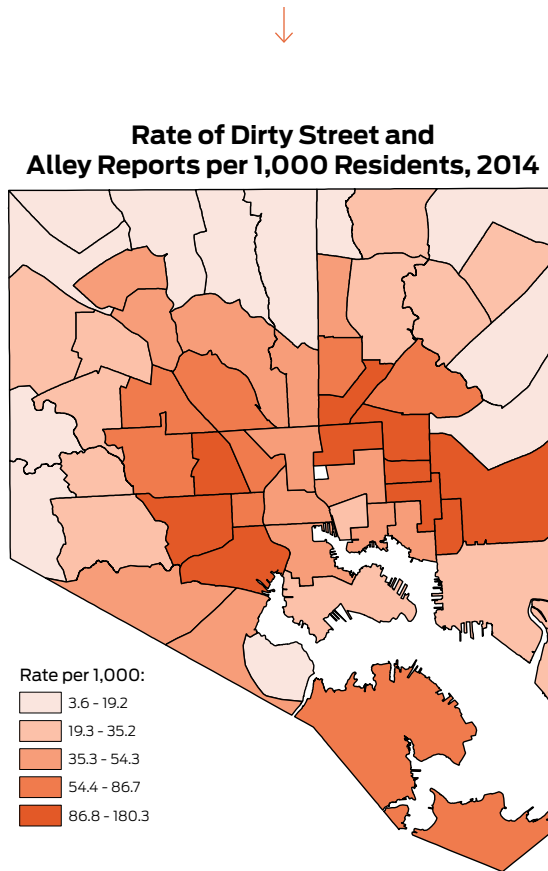 Rate of Dirty Street and
Alley Reports per 1,000 Residents, 2014
Rate per 1,000:
3.6 - 19.2
19.3 - 35.2
35.3 - 54.3
54.4 - 86.7
86.8 - 180.3